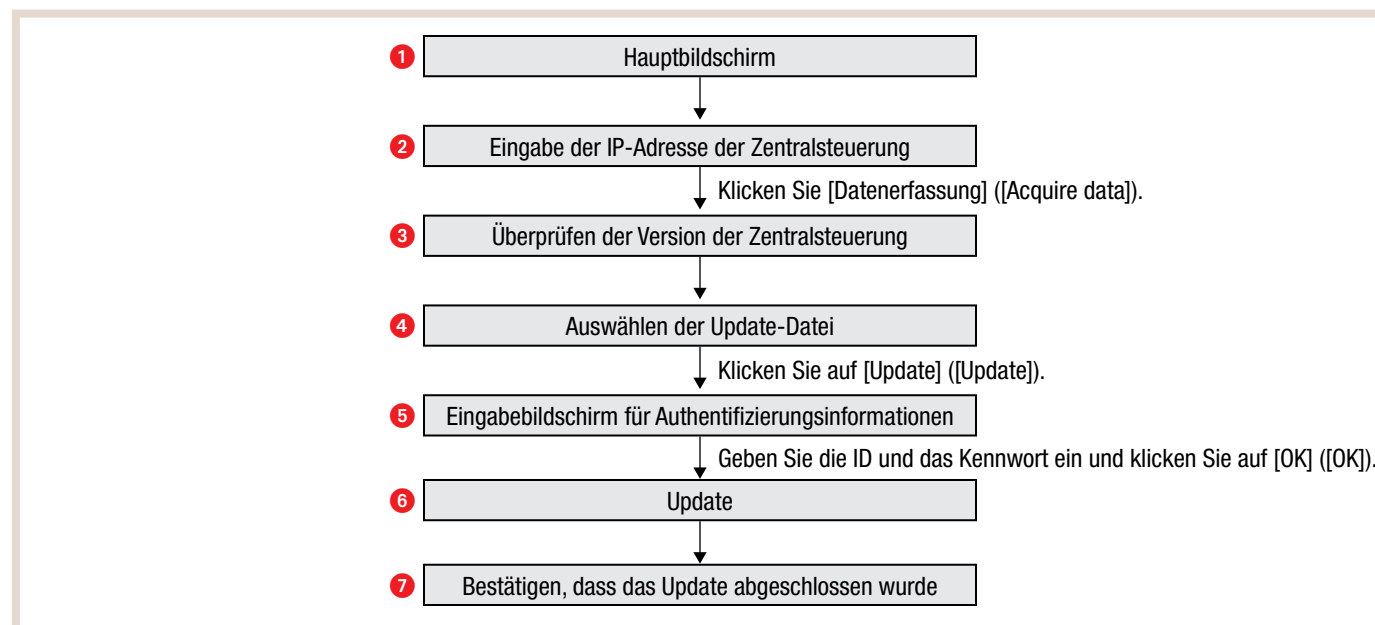 1 Hauptbildschirm
2 Eingabe der IP-Adresse der Zentralsteuerung
Klicken Sie [Datenerfassung] ([Acquire data]).
3 Überprüfen der Version der Zentralsteuerung
4 Auswählen der Update-Datei
Klicken Sie auf [Update] ([Update]).
5 Eingabebildschirm für Authentifizierungsinformationen
Geben Sie die ID und das Kennwort ein und klicken Sie auf [OK] ([OK]).
6 Update
7 Bestätigen, dass das Update abgeschlossen wurde